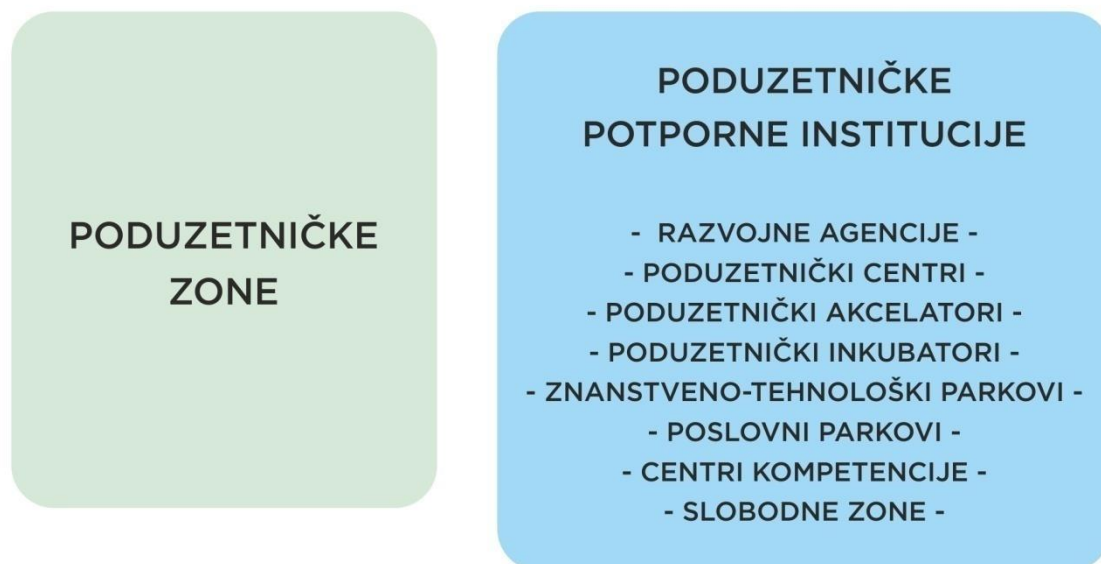 PODUZETNIČKE
ZONE
PODUZETNIČKE
POTPORNE INSTITUCIJE
- RAZVOJNE AGENCIJE -
- PODUZETNIČKI CENTRI -
- PODUZETNIČKI AKCELATORI -
- PODUZETNIČKI INKUBATORI -
- ZNANSTVENO-TEHNOLOŠKI PARKOVI -
- POSLOVNI PARKOVI -
- CENTRI KOMPETENCIJE -
- SLOBODNE ZONE -